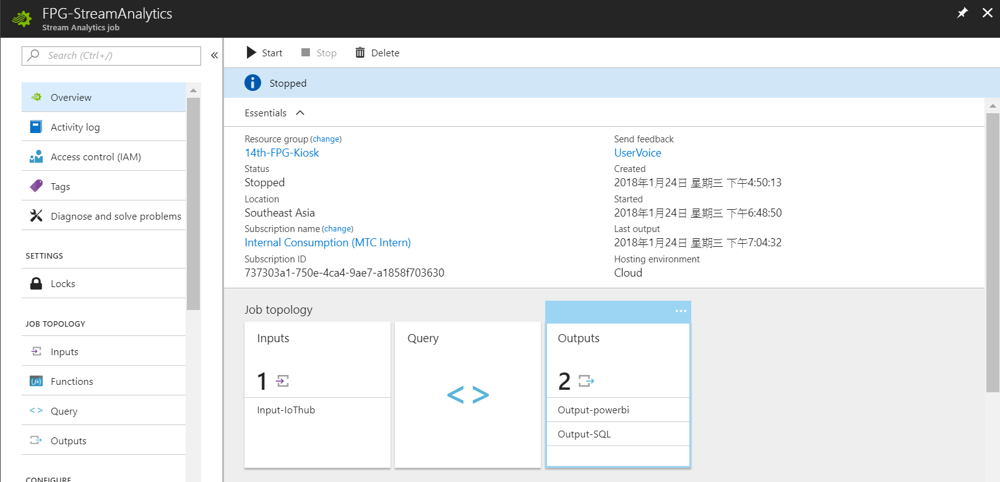 FPG-StreamAnalytics
Stream Analytics job
Search (Ctrl+/)
«
Overview
Activity log
Access control (IAM)
Tags
Diagnose and solve problems
SETTINGS
Locks
JOB TOPOLOGY
Inputs
Functions
Query
Outputs
CONFIGURE
Start
Stop
Delete
Stopped
Essentials
Resource group (change)
14th-FPG-Kiosk
Status
Stopped
Location
Southeast Asia
Subscription name (change)
Internal Consumption (MTC Intern)
Subscription ID
737303a1-750e-4ca4-9ae7-a1858f703630
Send feedback
UserVoice
Created
2018年1月24日 星期三 下午4:50:13
Started
2018年1月24日 星期三 下午6:48:50
Last output
2018年1月24日 星期三 下午7:04:32
Hosting environment
Cloud
Job topology
Inputs
1
Input-IoThub
Query
< >
...
Outputs
2
Output-powerbi
Output-SQL